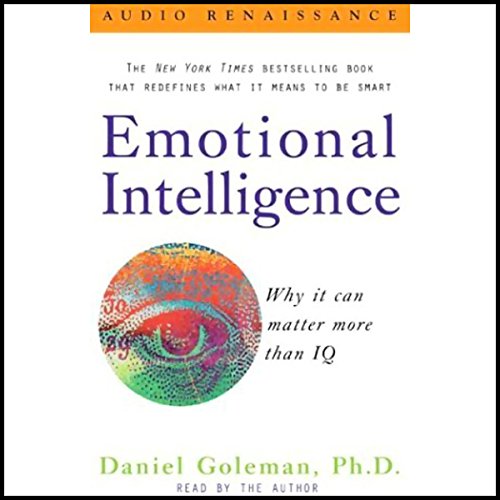 AUDIO RENAISSANCE
THE NEW YORK TIMES BESTSELLING BOOK
THAT REDEFINES WHAT IT MEANS TO BE SMART
Emotional
Intelligence
Why it can
matter more
than IQ
Daniel Goleman, Ph.D.
READ BY THE AUTHOR